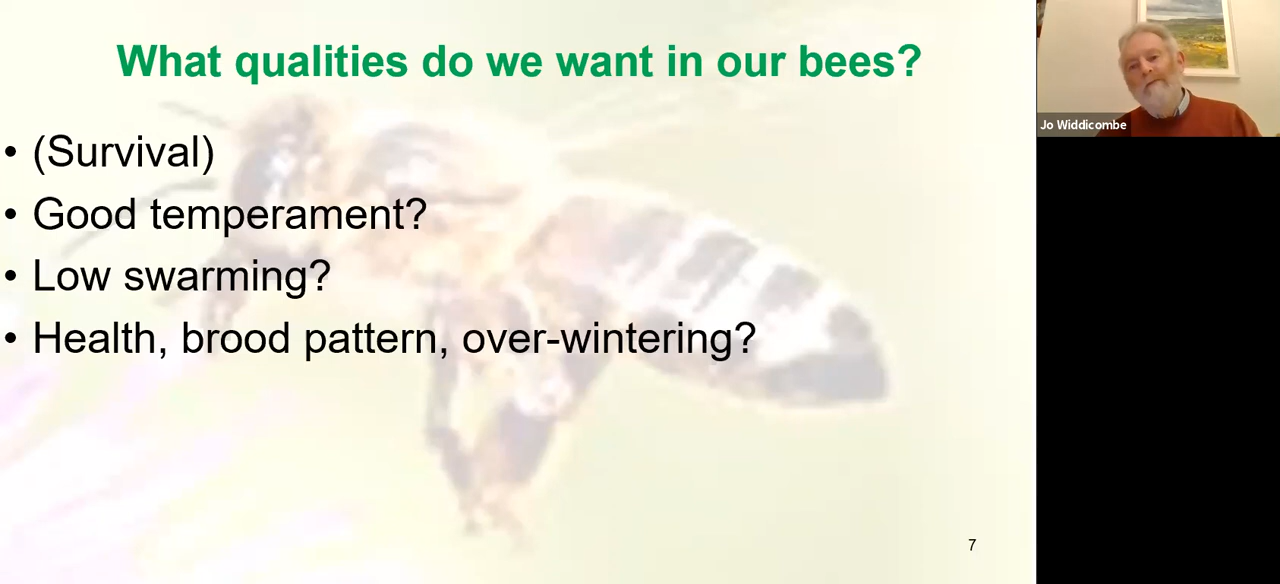 What qualities do we want in our bees?
• (Survival)
• Good temperament?
• Low swarming?
• Health, brood pattern, over-wintering?
7
Jo Widdicombe